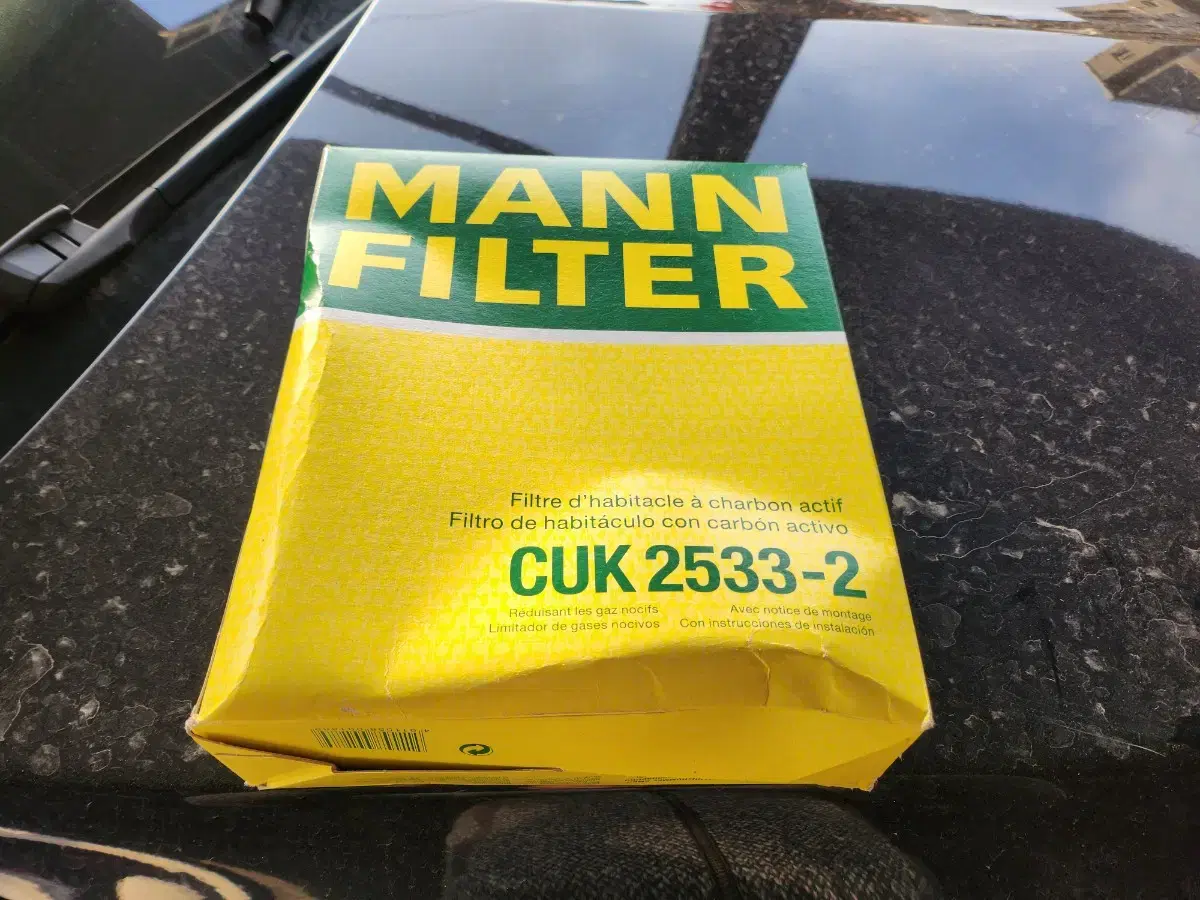 MANN
FILTER
Filtre d'habitacle à charbon actif
Filtro de habitáculo con carbón activo
CUK 2533-2
Réduisant les gaz nocifs
Limitador de gases nocivos
Avec notice de montage
Con instrucciones de instalación